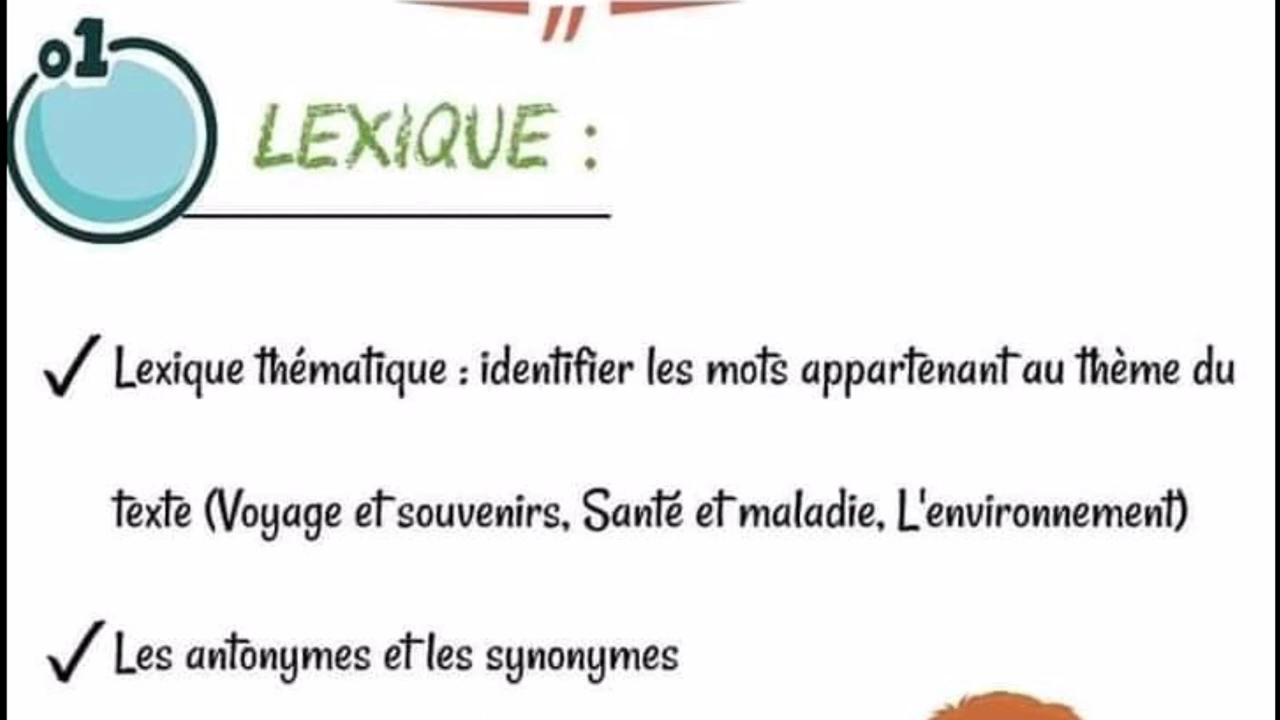 01
LEXIQUE :
✓ Lexique thématique : identifier les mots appartenant au thème du
texte (Voyage et souvenirs, Santé et maladie, L'environnement)
✓ Les antonymes et les synonymes